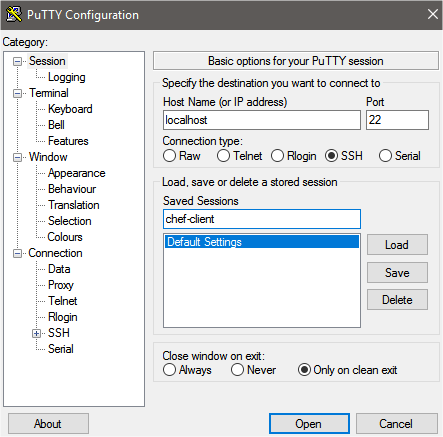 PuTTY Configuration
Category:
Session
Logging
Terminal
Keyboard
Bell
Features
Window
Appearance
Behaviour
Translation
Selection
Colours
Connection
Data
Proxy
Telnet
Rlogin
SSH
Serial
Basic options for your PuTTY session
Specify the destination you want to connect to
Host Name (or IP address) Port
localhost 22
Connection type:
Raw Telnet Rlogin SSH Serial
Load, save or delete a stored session
Saved Sessions
chef-client
Default Settings
Load
Save
Delete
Close window on exit:
Always Never Only on clean exit
About Open Cancel